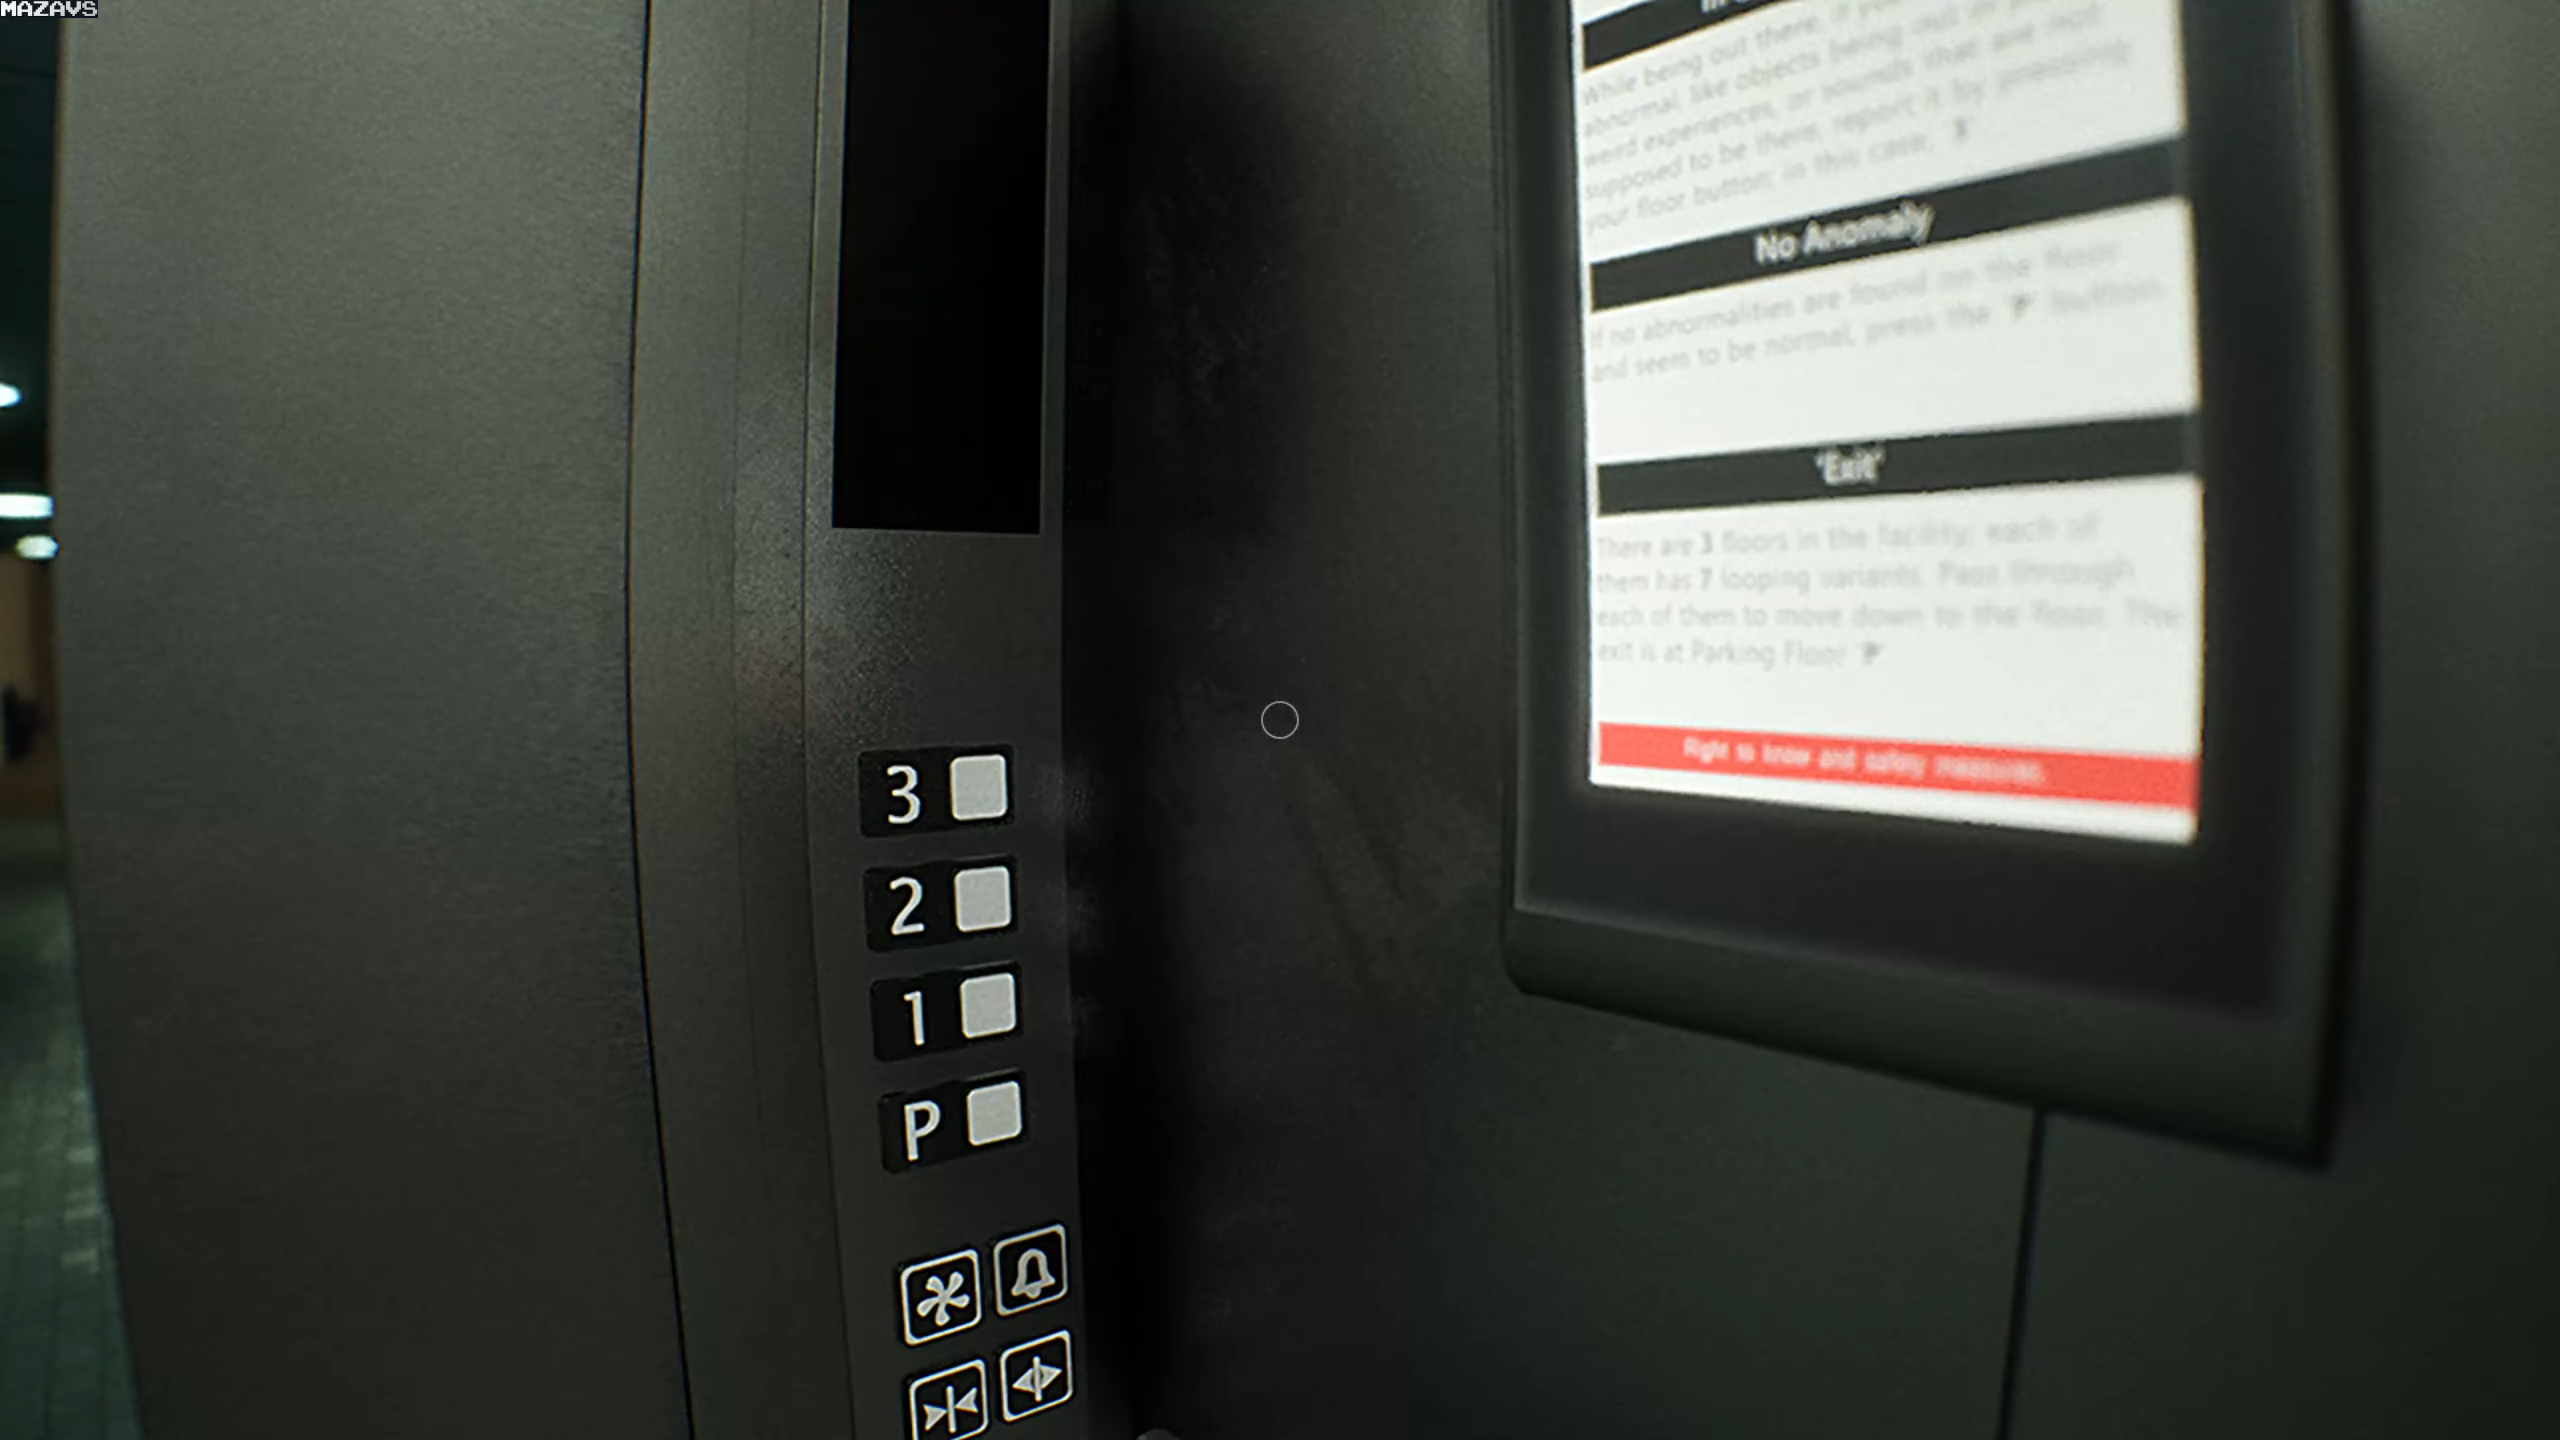 MAZAVS
While being out there, if you
abnormal, like objects being out of
weird experiences, or sounds that are not
supposed to be there, report it by pressing
your floor button; in this case,
No Anomaly
If no abnormalities are found on the floor
and seem to be normal, press the 'P' button
'Exit'
There are 3 floors in the facility; each of
them has 7 looping variants. Pass through
each of them to move down to the floor. The
exit is at Parking Floor 'P'
Right to know and safety measures.
3
2
1
P